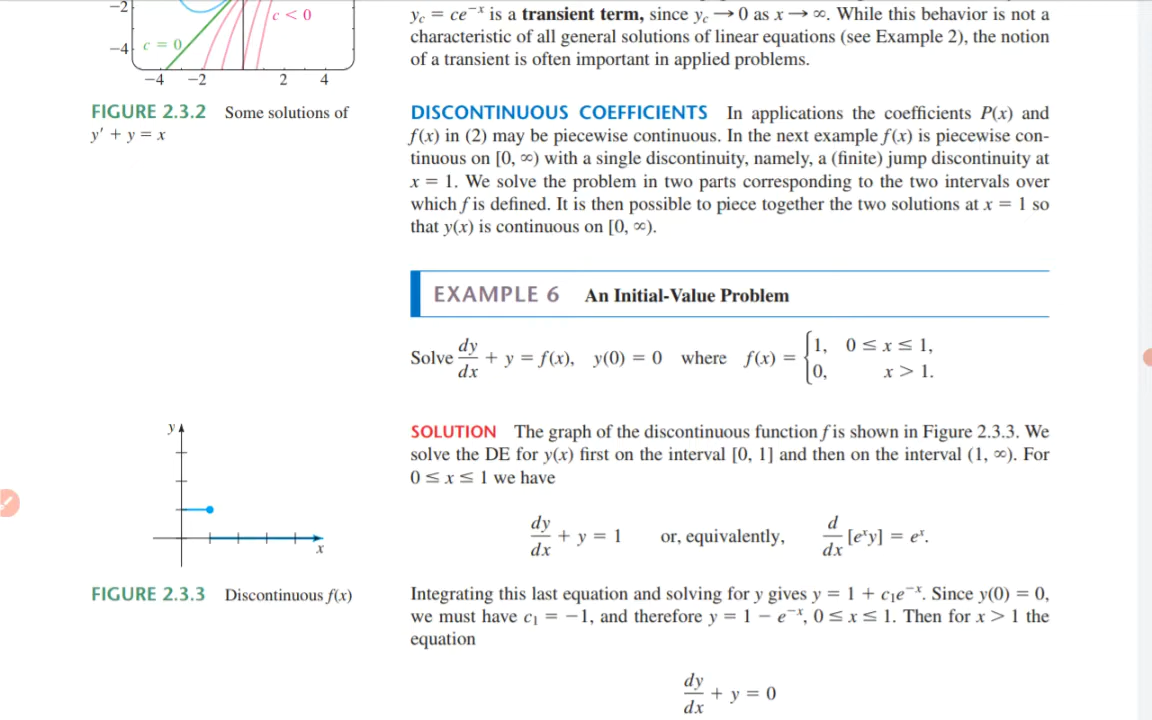 −2
c < 0
−4
c = 0
−4 −2 2 4
FIGURE 2.3.2 Some solutions of
y′ + y = x
yc = ce⁻ˣ is a transient term, since yc → 0 as x → ∞. While this behavior is not a
characteristic of all general solutions of linear equations (see Example 2), the notion
of a transient is often important in applied problems.
DISCONTINUOUS COEFFICIENTS In applications the coefficients P(x) and
f(x) in (2) may be piecewise continuous. In the next example f(x) is piecewise con-
tinuous on [0, ∞) with a single discontinuity, namely, a (finite) jump discontinuity at
x = 1. We solve the problem in two parts corresponding to the two intervals over
which f is defined. It is then possible to piece together the two solutions at x = 1 so
that y(x) is continuous on [0, ∞).
EXAMPLE 6 An Initial-Value Problem
Solve dy/dx + y = f(x), y(0) = 0 where f(x) = {1, 0 ≤ x ≤ 1,
0, x > 1.
SOLUTION The graph of the discontinuous function f is shown in Figure 2.3.3. We
solve the DE for y(x) first on the interval [0, 1] and then on the interval (1, ∞). For
0 ≤ x ≤ 1 we have
dy/dx + y = 1 or, equivalently, d/dx [eˣy] = eˣ.
y
x
FIGURE 2.3.3 Discontinuous f(x)
Integrating this last equation and solving for y gives y = 1 + c₁e⁻ˣ. Since y(0) = 0,
we must have c₁ = −1, and therefore y = 1 − e⁻ˣ, 0 ≤ x ≤ 1. Then for x > 1 the
equation
dy/dx + y = 0